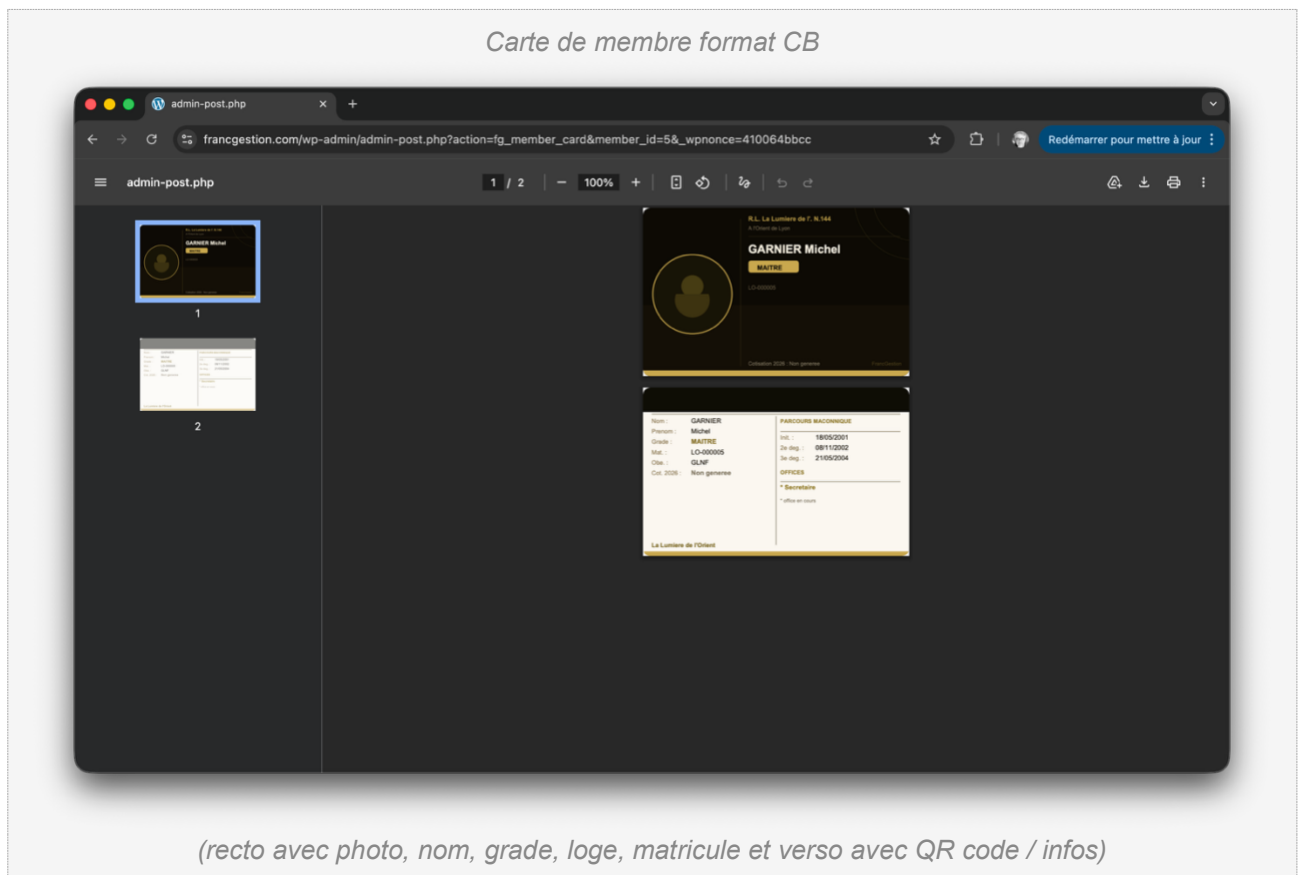 Carte de membre format CB
admin-post.php
francgestion.com/wp-admin/admin-post.php?action=fg_member_card&member_id=5&_wpnonce=410064bbcc
Redémarrer pour mettre à jour
admin-post.php
1 / 2
100%
GARNIER Michel
MAITRE
1
2
R.L. La Lumiere de l'. N.144
A l'Orient de Lyon
GARNIER Michel
MAITRE
LO-000005
Cotisation 2026 : Non generee
FrancGestion
Nom : GARNIER
Prenom : Michel
Grade : MAITRE
Mat. : LO-000005
Obe. : GLNF
Cot. 2026 : Non generee
La Lumiere de l'Orient
PARCOURS MACONNIQUE
Init. : 18/05/2001
2e deg. : 08/11/2002
3e deg. : 21/05/2004
OFFICES
* Secretaire
* office en cours
(recto avec photo, nom, grade, loge, matricule et verso avec QR code / infos)